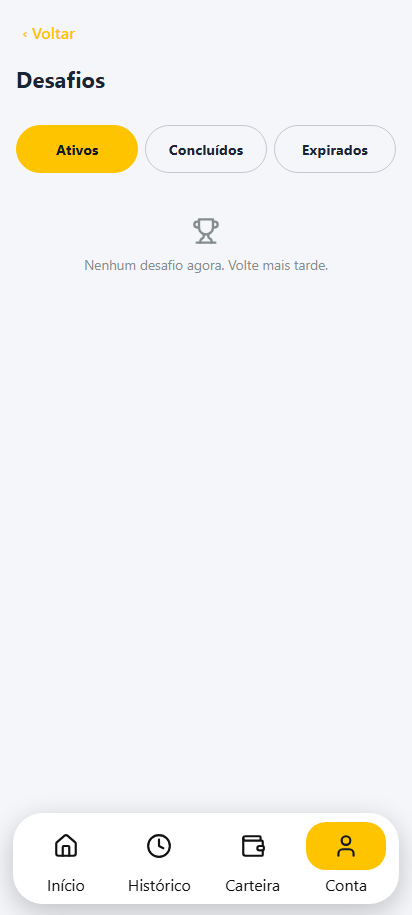 ‹ Voltar
Desafios
Ativos
Concluídos
Expirados
Nenhum desafio agora. Volte mais tarde.
Início
Histórico
Carteira
Conta